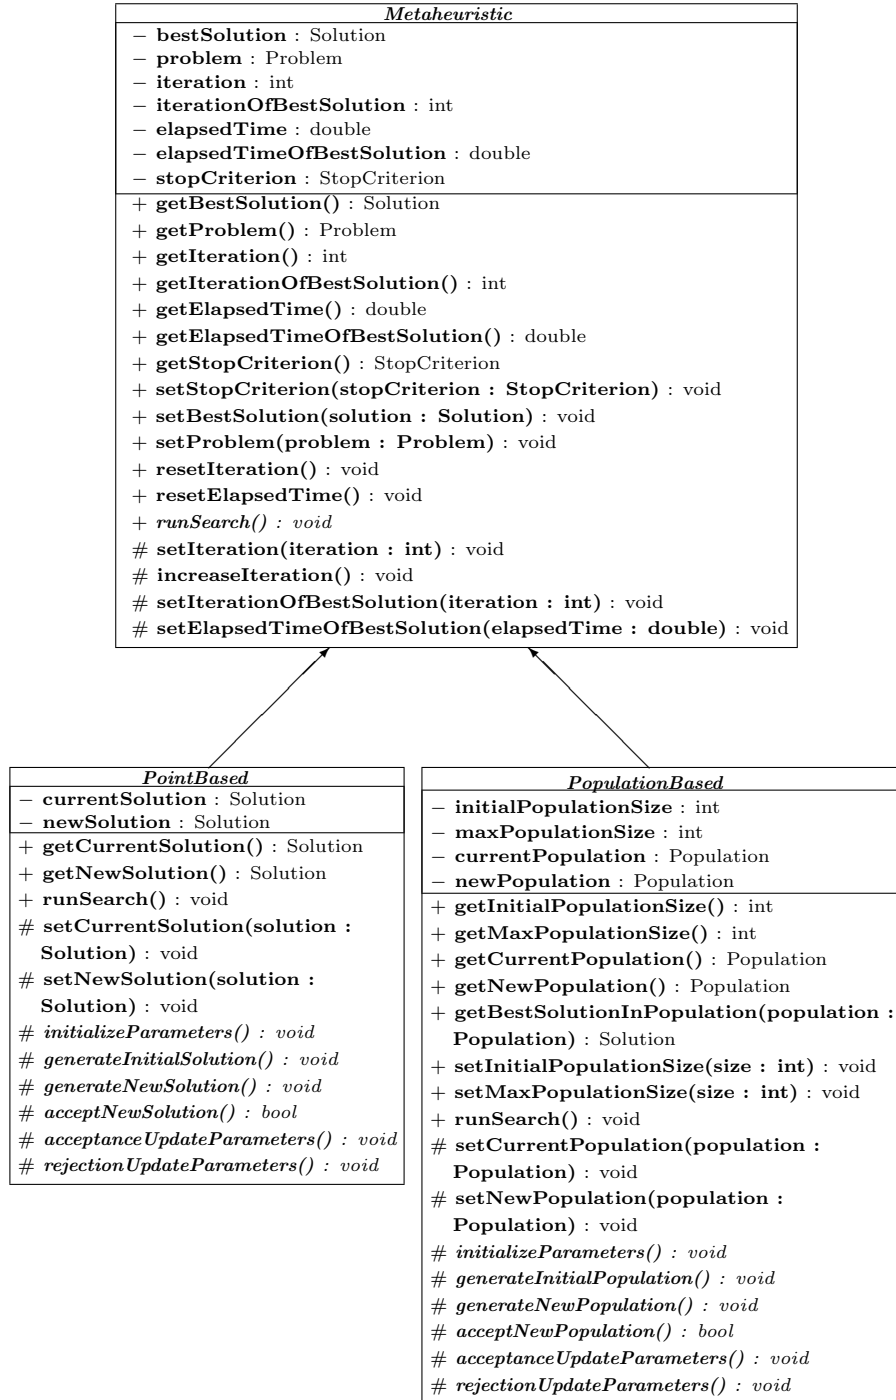 Metaheuristic
− bestSolution : Solution
− problem : Problem
− iteration : int
− iterationOfBestSolution : int
− elapsedTime : double
− elapsedTimeOfBestSolution : double
− stopCriterion : StopCriterion
+ getBestSolution() : Solution
+ getProblem() : Problem
+ getIteration() : int
+ getIterationOfBestSolution() : int
+ getElapsedTime() : double
+ getElapsedTimeOfBestSolution() : double
+ getStopCriterion() : StopCriterion
+ setStopCriterion(stopCriterion : StopCriterion) : void
+ setBestSolution(solution : Solution) : void
+ setProblem(problem : Problem) : void
+ resetIteration() : void
+ resetElapsedTime() : void
+ runSearch() : void
# setIteration(iteration : int) : void
# increaseIteration() : void
# setIterationOfBestSolution(iteration : int) : void
# setElapsedTimeOfBestSolution(elapsedTime : double) : void
PointBased
− currentSolution : Solution
− newSolution : Solution
+ getCurrentSolution() : Solution
+ getNewSolution() : Solution
+ runSearch() : void
# setCurrentSolution(solution :
Solution) : void
# setNewSolution(solution :
Solution) : void
# initializeParameters() : void
# generateInitialSolution() : void
# generateNewSolution() : void
# acceptNewSolution() : bool
# acceptanceUpdateParameters() : void
# rejectionUpdateParameters() : void
PopulationBased
− initialPopulationSize : int
− maxPopulationSize : int
− currentPopulation : Population
− newPopulation : Population
+ getInitialPopulationSize() : int
+ getMaxPopulationSize() : int
+ getCurrentPopulation() : Population
+ getNewPopulation() : Population
+ getBestSolutionInPopulation(population :
Population) : Solution
+ setInitialPopulationSize(size : int) : void
+ setMaxPopulationSize(size : int) : void
+ runSearch() : void
# setCurrentPopulation(population :
Population) : void
# setNewPopulation(population :
Population) : void
# initializeParameters() : void
# generateInitialPopulation() : void
# generateNewPopulation() : void
# acceptNewPopulation() : bool
# acceptanceUpdateParameters() : void
# rejectionUpdateParameters() : void